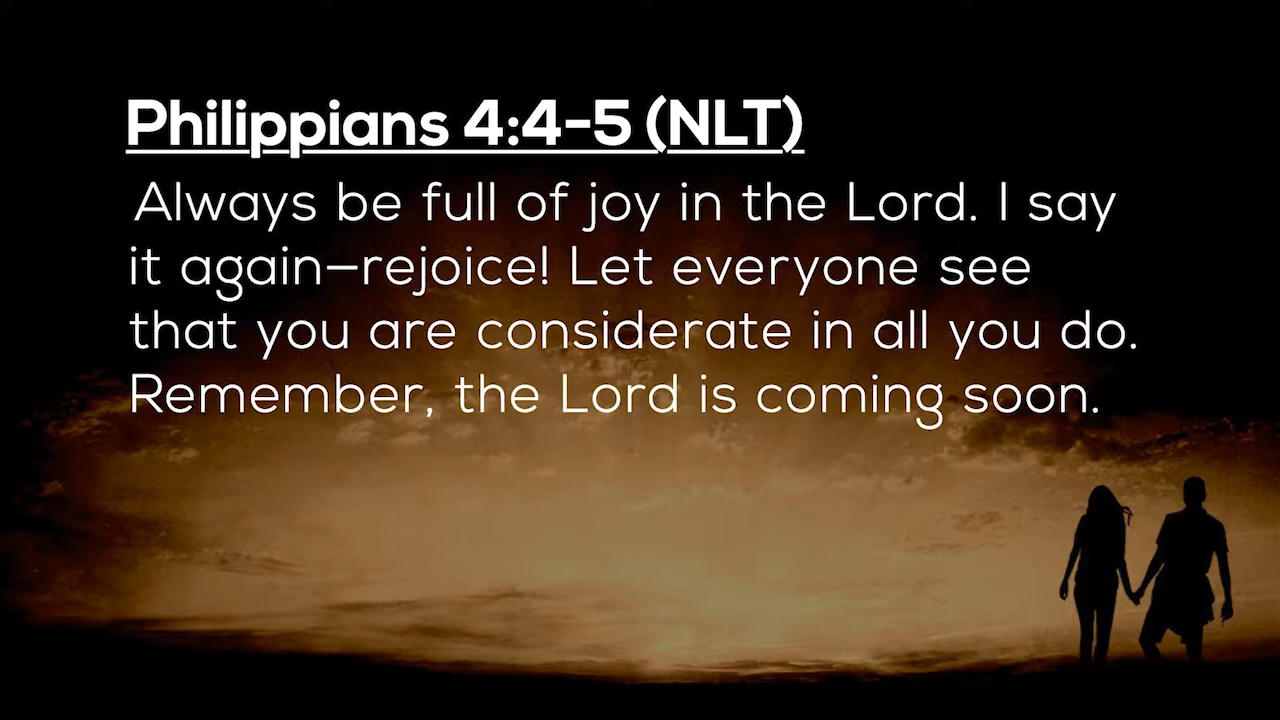 Philippians 4:4-5 (NLT)
Always be full of joy in the Lord. I say
it again—rejoice! Let everyone see
that you are considerate in all you do.
Remember, the Lord is coming soon.